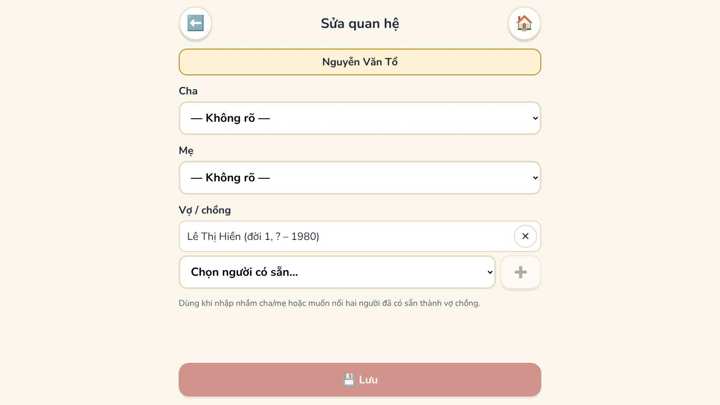 Sửa quan hệ
Nguyễn Văn Tổ
Cha
— Không rõ —
Mẹ
— Không rõ —
Vợ / chồng
Lê Thị Hiền (đời 1, ? – 1980)
Chọn người có sẵn...
Dùng khi nhập nhầm cha/mẹ hoặc muốn nối hai người đã có sẵn thành vợ chồng.
Lưu